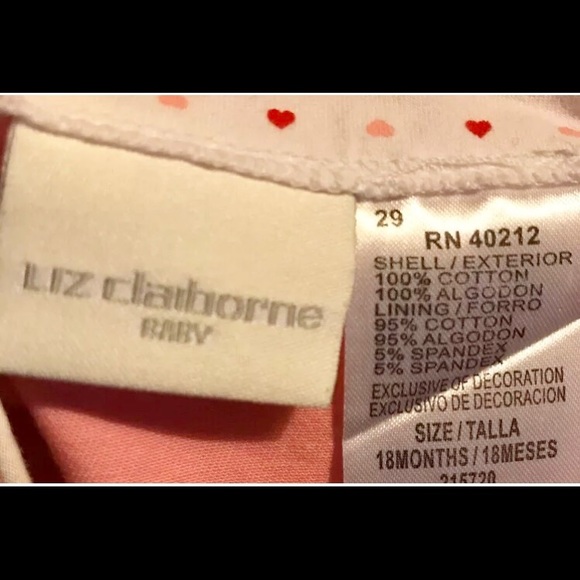 Liz claiborne
BABY
29
RN 40212
SHELL / EXTERIOR
100% COTTON
100% ALGODON
LINING / FORRO
95% COTTON
95% ALGODON
5% SPANDEX
5% SPANDEX
EXCLUSIVE OF DECORATION
EXCLUSIVO DE DECORACION
SIZE / TALLA
18MONTHS / 18MESES
215720